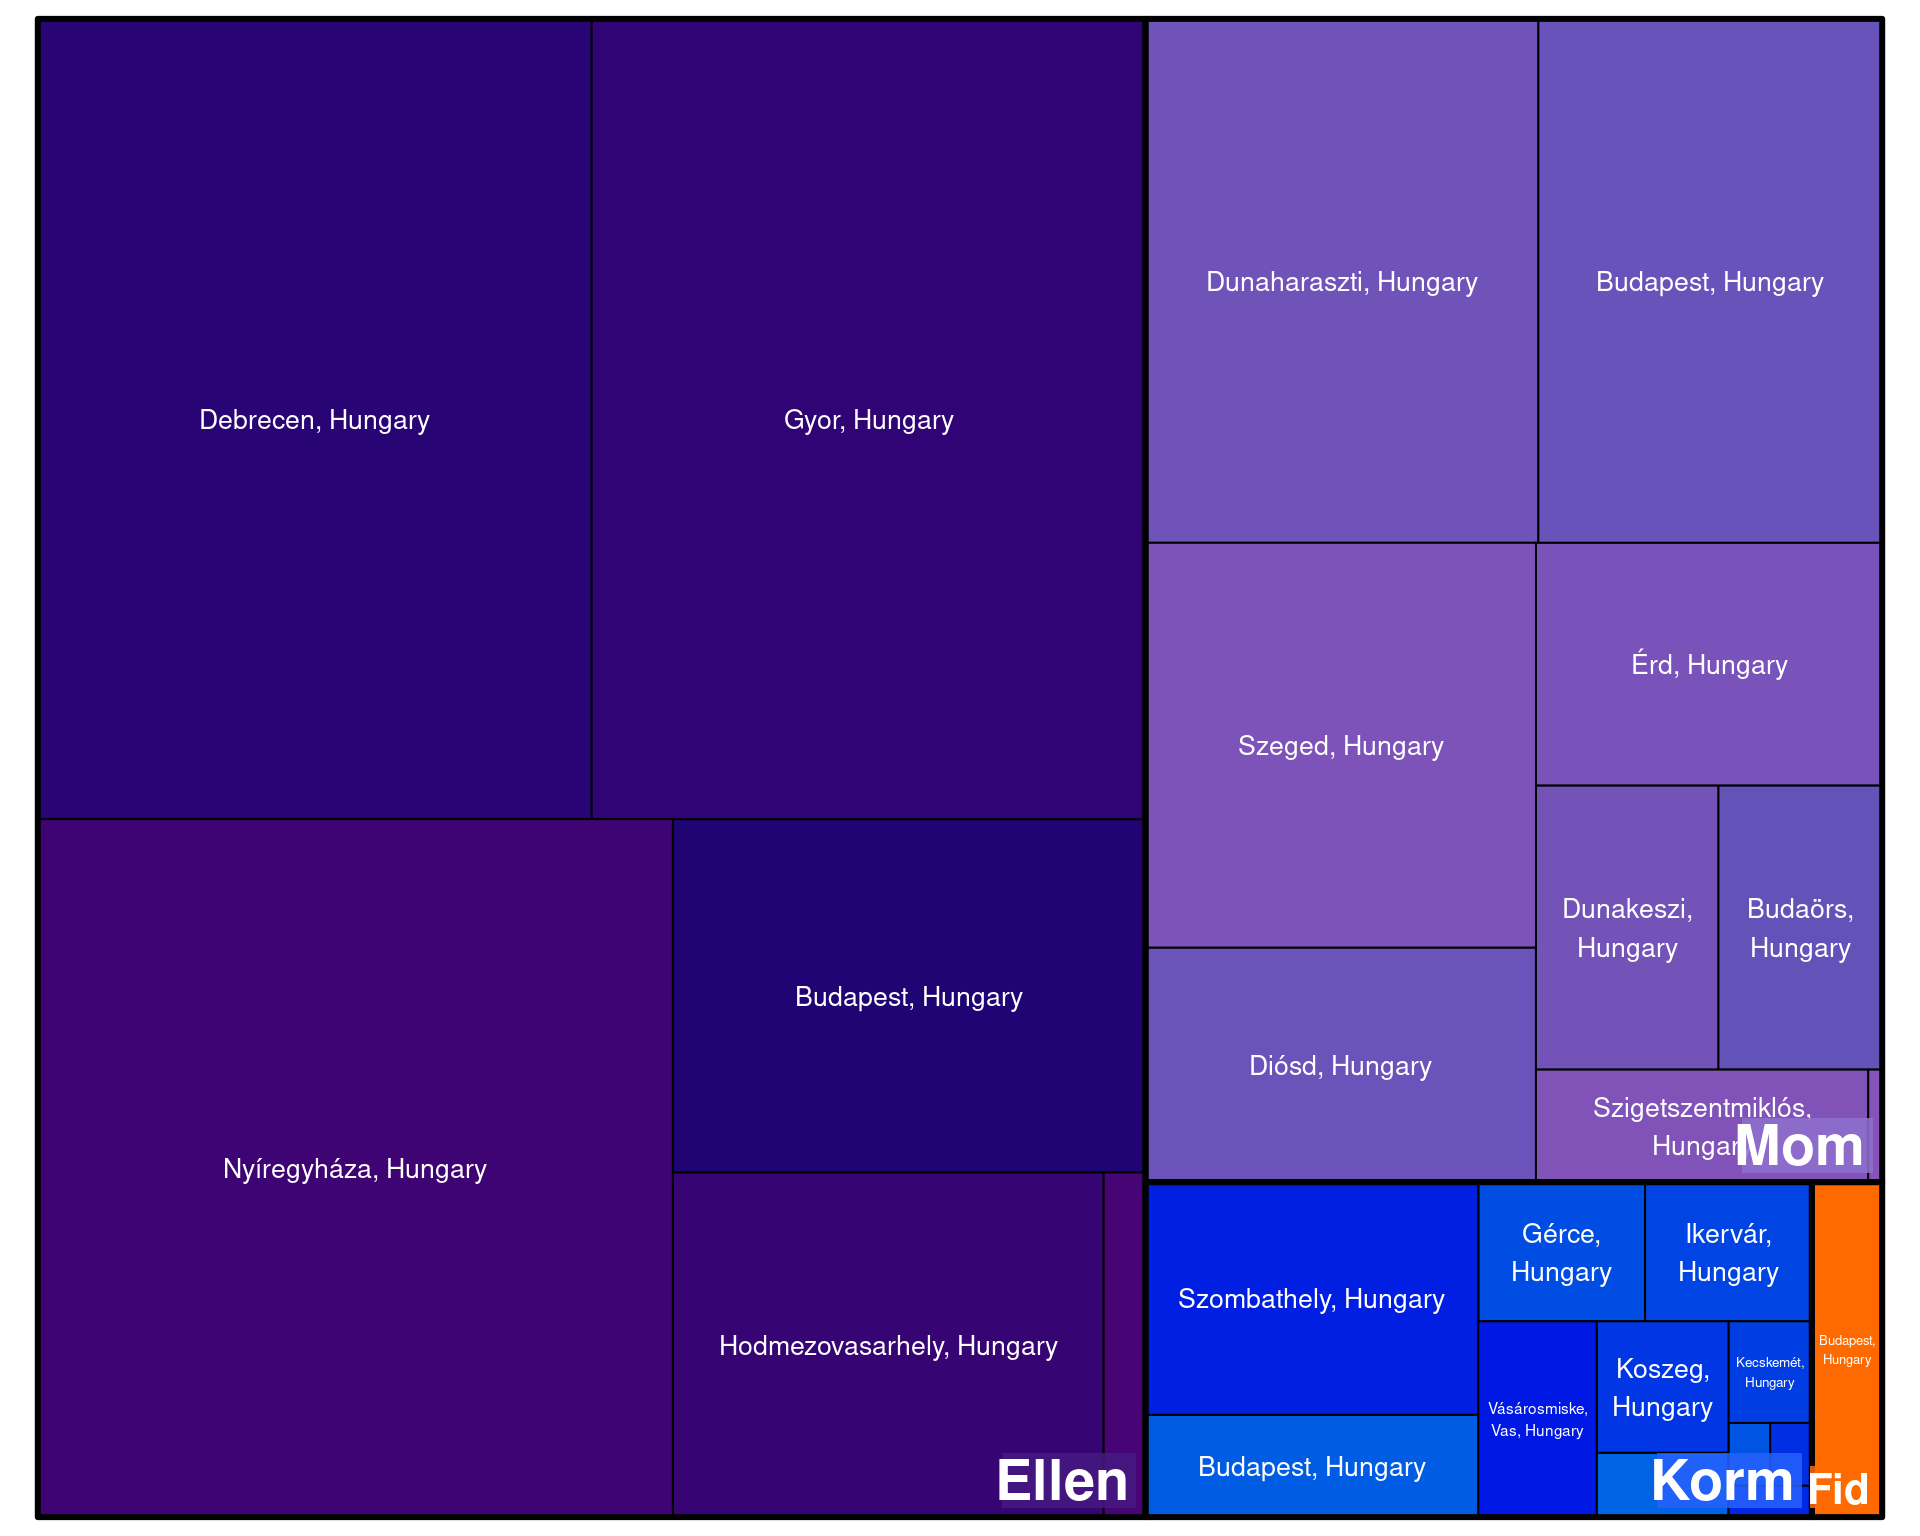 Debrecen, Hungary
Gyor, Hungary
Nyíregyháza, Hungary
Budapest, Hungary
Hodmezovasarhely, Hungary
Ellen
Dunaharaszti, Hungary
Budapest, Hungary
Szeged, Hungary
Érd, Hungary
Dunakeszi,
Hungary
Budaörs,
Hungary
Diósd, Hungary
Szigetszentmiklós,
Hungary
Mom
Szombathely, Hungary
Budapest, Hungary
Gérce,
Hungary
Ikervár,
Hungary
Vásárosmiske,
Vas, Hungary
Koszeg,
Hungary
Kecskemét,
Hungary
Korm
Budapest,
Hungary
Fid